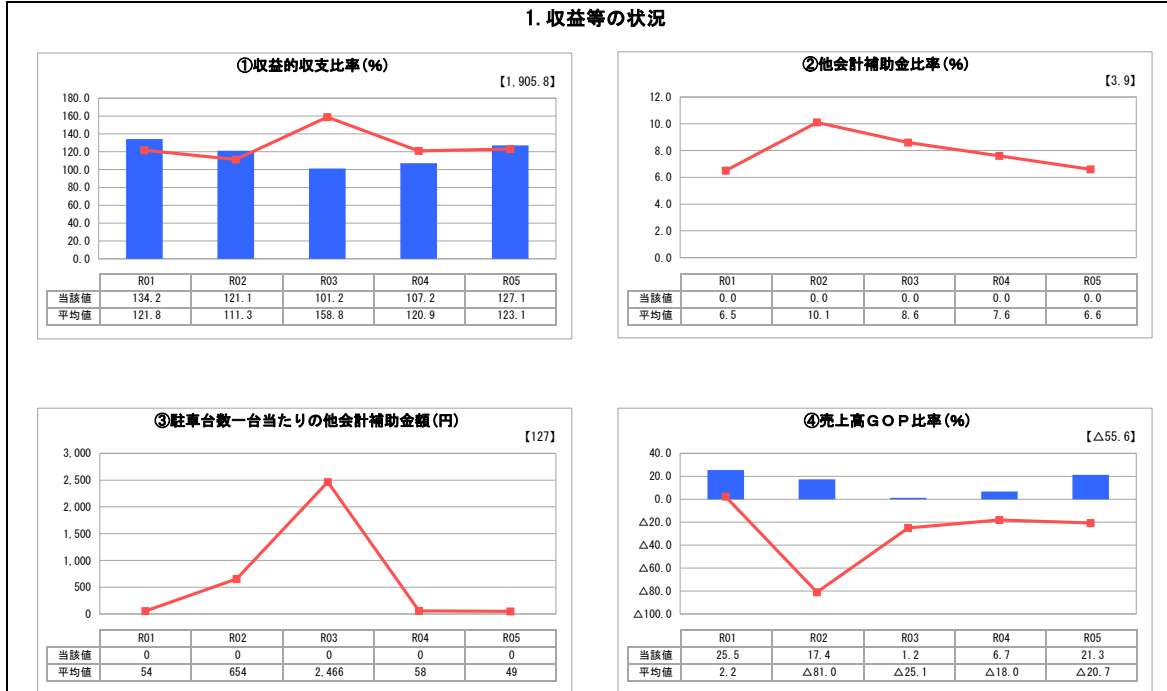 1. 収益等の状況
①収益的収支比率(%)
【1,905.8】
180.0
160.0
140.0
120.0
100.0
80.0
60.0
40.0
20.0
0.0
R01 R02 R03 R04 R05
当該値 134.2 121.1 101.2 107.2 127.1
平均値 121.8 111.3 158.8 120.9 123.1
②他会計補助金比率(%)
【3.9】
12.0
10.0
8.0
6.0
4.0
2.0
0.0
R01 R02 R03 R04 R05
当該値 0.0 0.0 0.0 0.0 0.0
平均値 6.5 10.1 8.6 7.6 6.6
③駐車台数一台当たりの他会計補助金額(円)
【127】
3,000
2,500
2,000
1,500
1,000
500
0
R01 R02 R03 R04 R05
当該値 0 0 0 0 0
平均値 54 654 2,466 58 49
④売上高GOP比率(%)
【△55.6】
40.0
20.0
0.0
△20.0
△40.0
△60.0
△80.0
△100.0
R01 R02 R03 R04 R05
当該値 25.5 17.4 1.2 6.7 21.3
平均値 2.2 △81.0 △25.1 △18.0 △20.7